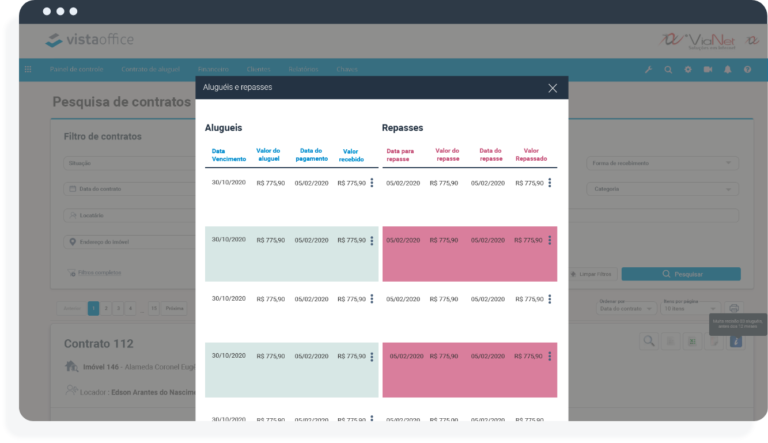 vistaoffice
ViaNet
Painel de controle Contratos de aluguel Financeiro Clientes Relatórios
Aluguéis e repasses
Pesquisa de contratos
Filtro de contratos
Alugueis Repasses
Data Vencimento Valor do aluguel Data do pagamento Valor recebido Data para repasse Valor do repasse Data do repasse Valor Repassado
Situação Forma de recebimento
30/10/2020 R$ 775,90 05/02/2020 R$ 775,90 05/02/2020 R$ 775,90 05/02/2020 R$ 775,90
Data do contrato Categoria
Locatário
Endereço do Imóvel
30/10/2020 R$ 775,90 05/02/2020 R$ 775,90 05/02/2020 R$ 775,90 05/02/2020 R$ 775,90
Filtros completos Limpar Filtros Pesquisar
30/10/2020 R$ 775,90 05/02/2020 R$ 775,90 05/02/2020 R$ 775,90 05/02/2020 R$ 775,90
1 2 3 4 ... 15
Ordenar por Itens por página
Data do contrato 15 Itens
Contrato 112
30/10/2020 R$ 775,90 05/02/2020 R$ 775,90 05/02/2020 R$ 775,90 05/02/2020 R$ 775,90
Imóvel 146 - Alameda Coronel Eug
Locador : Edson Arantes do Nascim
30/10/2020 R$ 775,90 05/02/2020 R$ 775,90 05/02/2020 R$ 775,90 05/02/2020 R$ 775,90